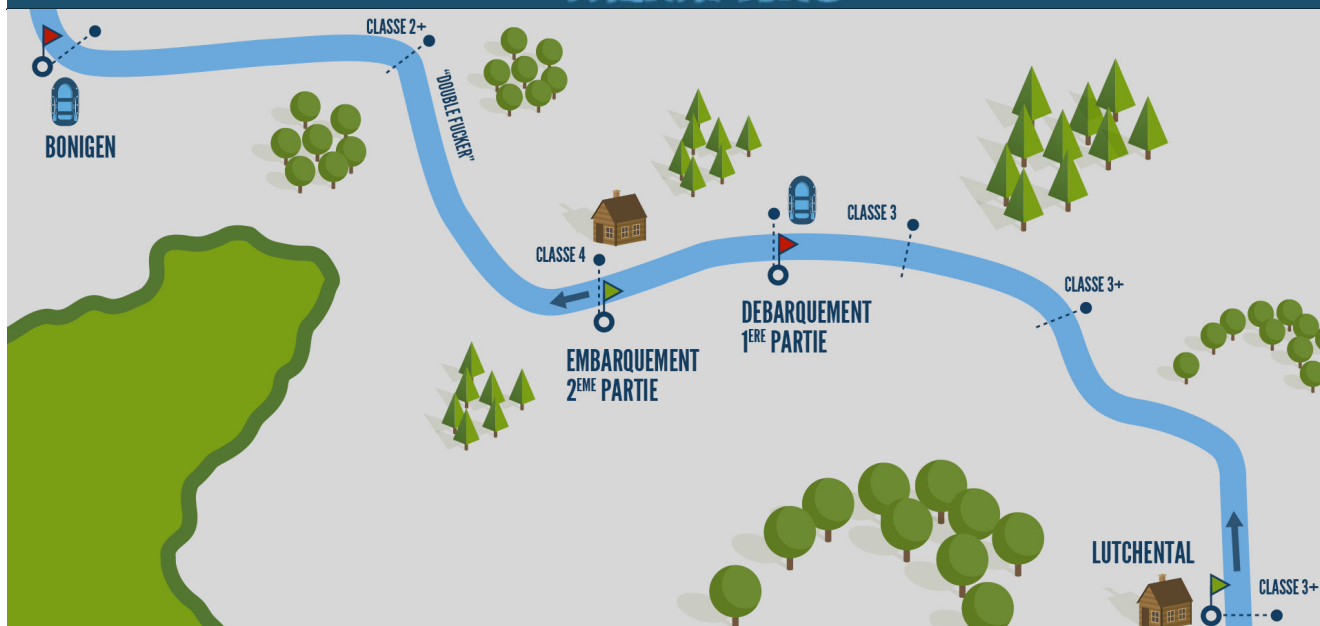 CLASSE 2+
"DOUBLE FUCKER"
BONIGEN
CLASSE 3
CLASSE 4
CLASSE 3+
DEBARQUEMENT
1ERE PARTIE
EMBARQUEMENT
2EME PARTIE
LUTCHENTAL
CLASSE 3+